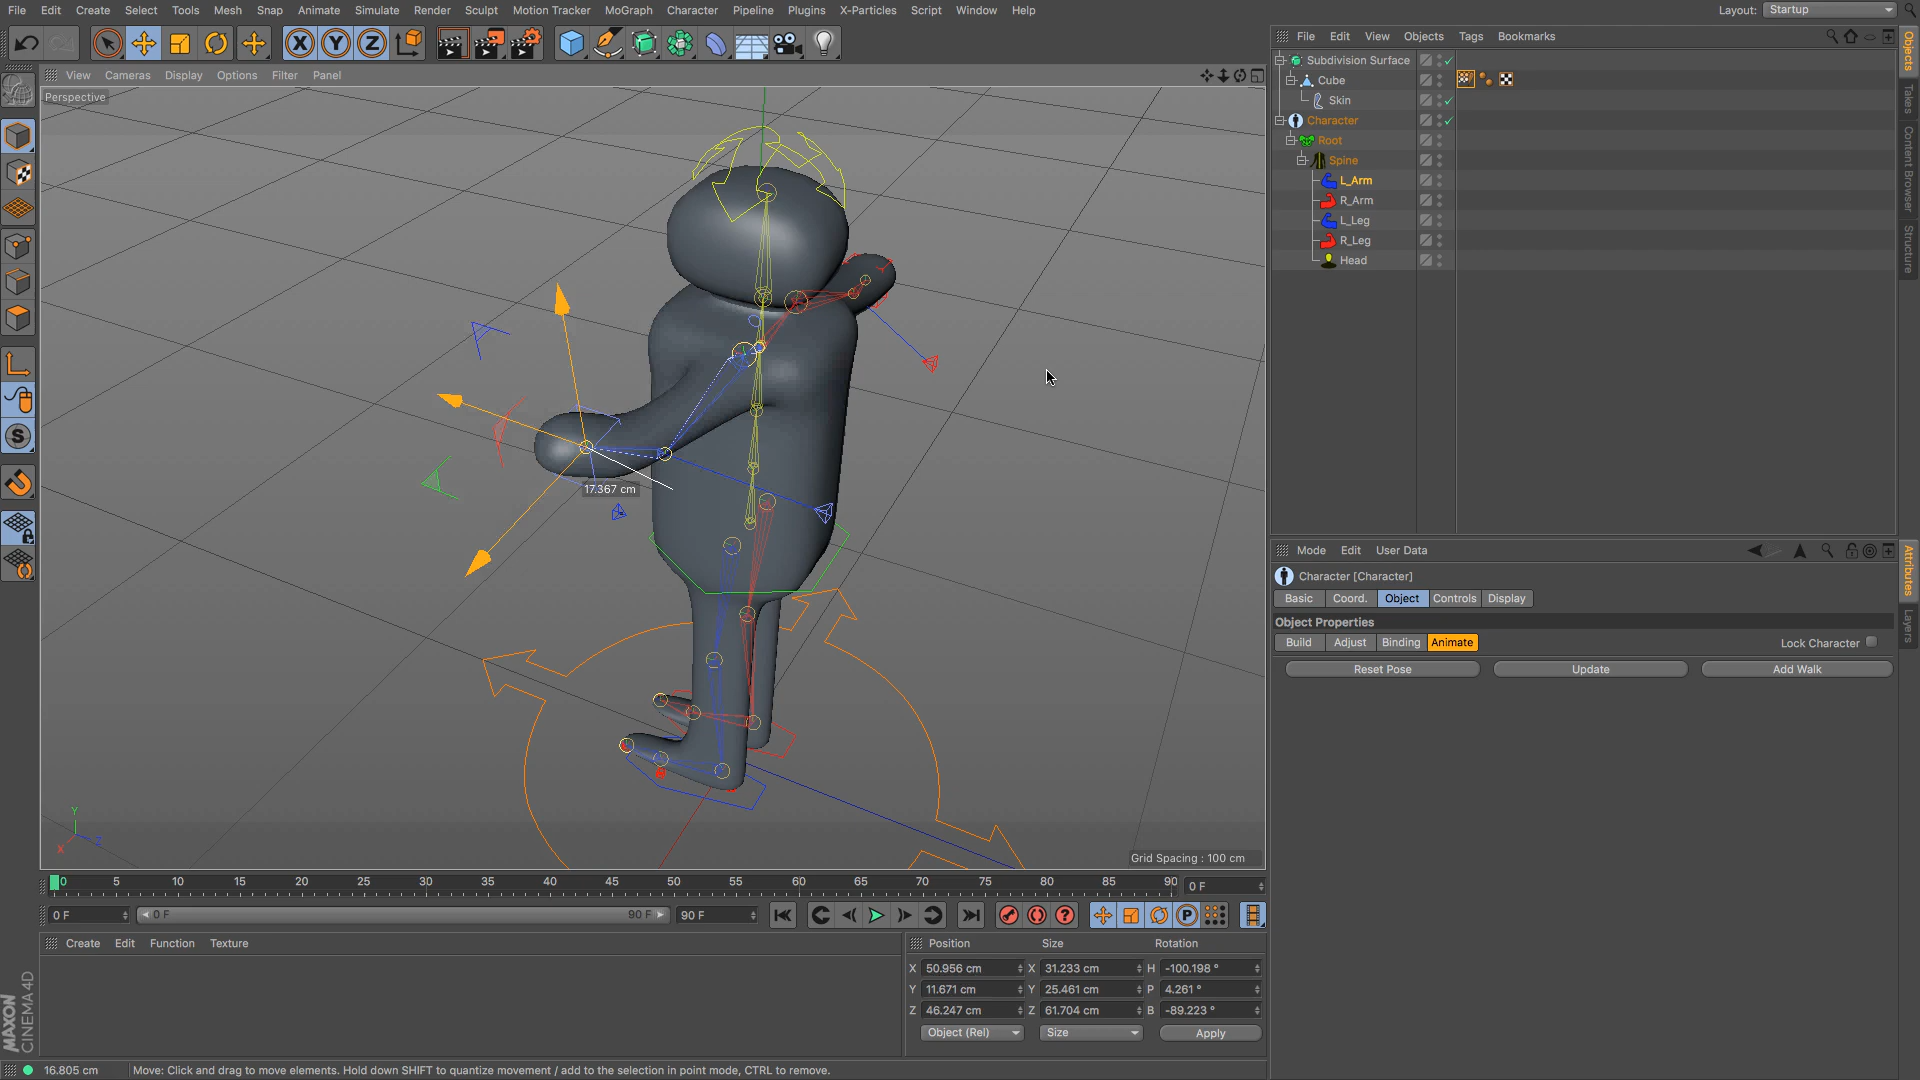 File Edit Create Select Tools Mesh Snap Animate Simulate Render Sculpt Motion Tracker MoGraph Character Pipeline Plugins X-Particles Script Window Help
Layout: Startup
X Y Z
File Edit View Objects Tags Bookmarks
View Cameras Display Options Filter Panel
Perspective
Subdivision Surface
Cube
Skin
Character
Root
Spine
L_Arm
R_Arm
L_Leg
R_Leg
Head
Objects
Takes
Content Browser
Structure
17.367 cm
Mode Edit User Data
Character [Character]
Basic Coord. Object Controls Display
Object Properties
Build Adjust Binding Animate
Lock Character
Reset Pose Update Add Walk
Attributes
Layers
Y
X
Z
Grid Spacing : 100 cm
0 5 10 15 20 25 30 35 40 45 50 55 60 65 70 75 80 85 90
0 F
0 F 0 F 90 F 90 F
P
Create Edit Function Texture
Position Size Rotation
X 50.956 cm X 31.233 cm H -100.198 °
Y 11.671 cm Y 25.461 cm P 4.261 °
Z 46.247 cm Z 61.704 cm B -89.223 °
Object (Rel) Size Apply
MAXON CINEMA 4D
16.805 cm Move: Click and drag to move elements. Hold down SHIFT to quantize movement / add to the selection in point mode, CTRL to remove.